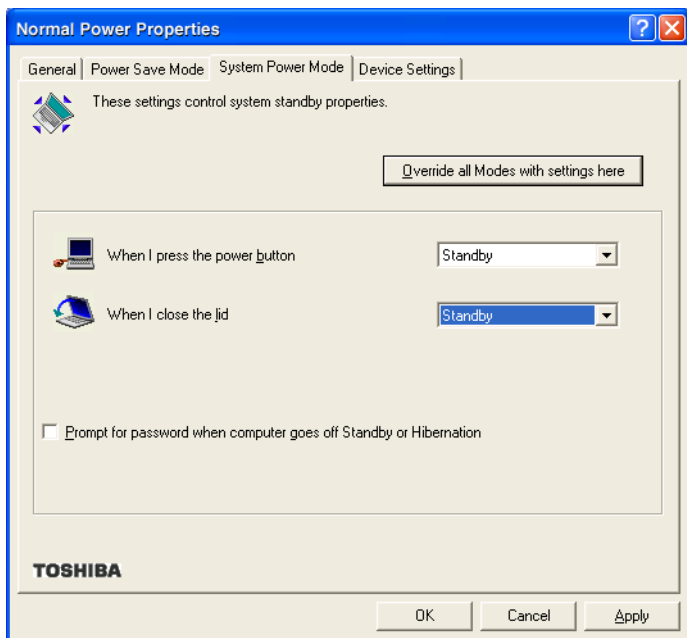 Normal Power Properties
General Power Save Mode System Power Mode Device Settings
These settings control system standby properties.
Override all Modes with settings here
When I press the power button Standby
When I close the lid Standby
Prompt for password when computer goes off Standby or Hibernation
TOSHIBA
OK Cancel Apply